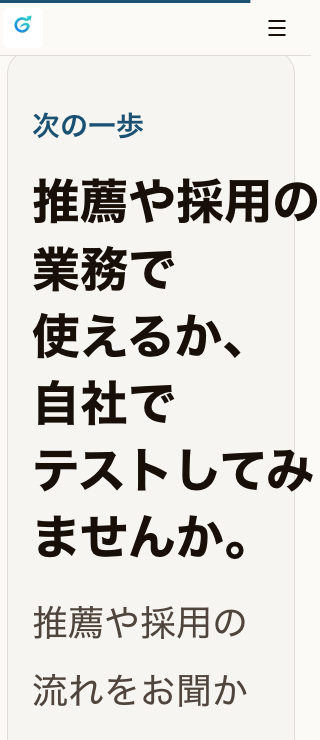 次の一歩
推薦や採用の
業務で
使えるか、
自社で
テストしてみ
ませんか。
推薦や採用の
流れをお聞か